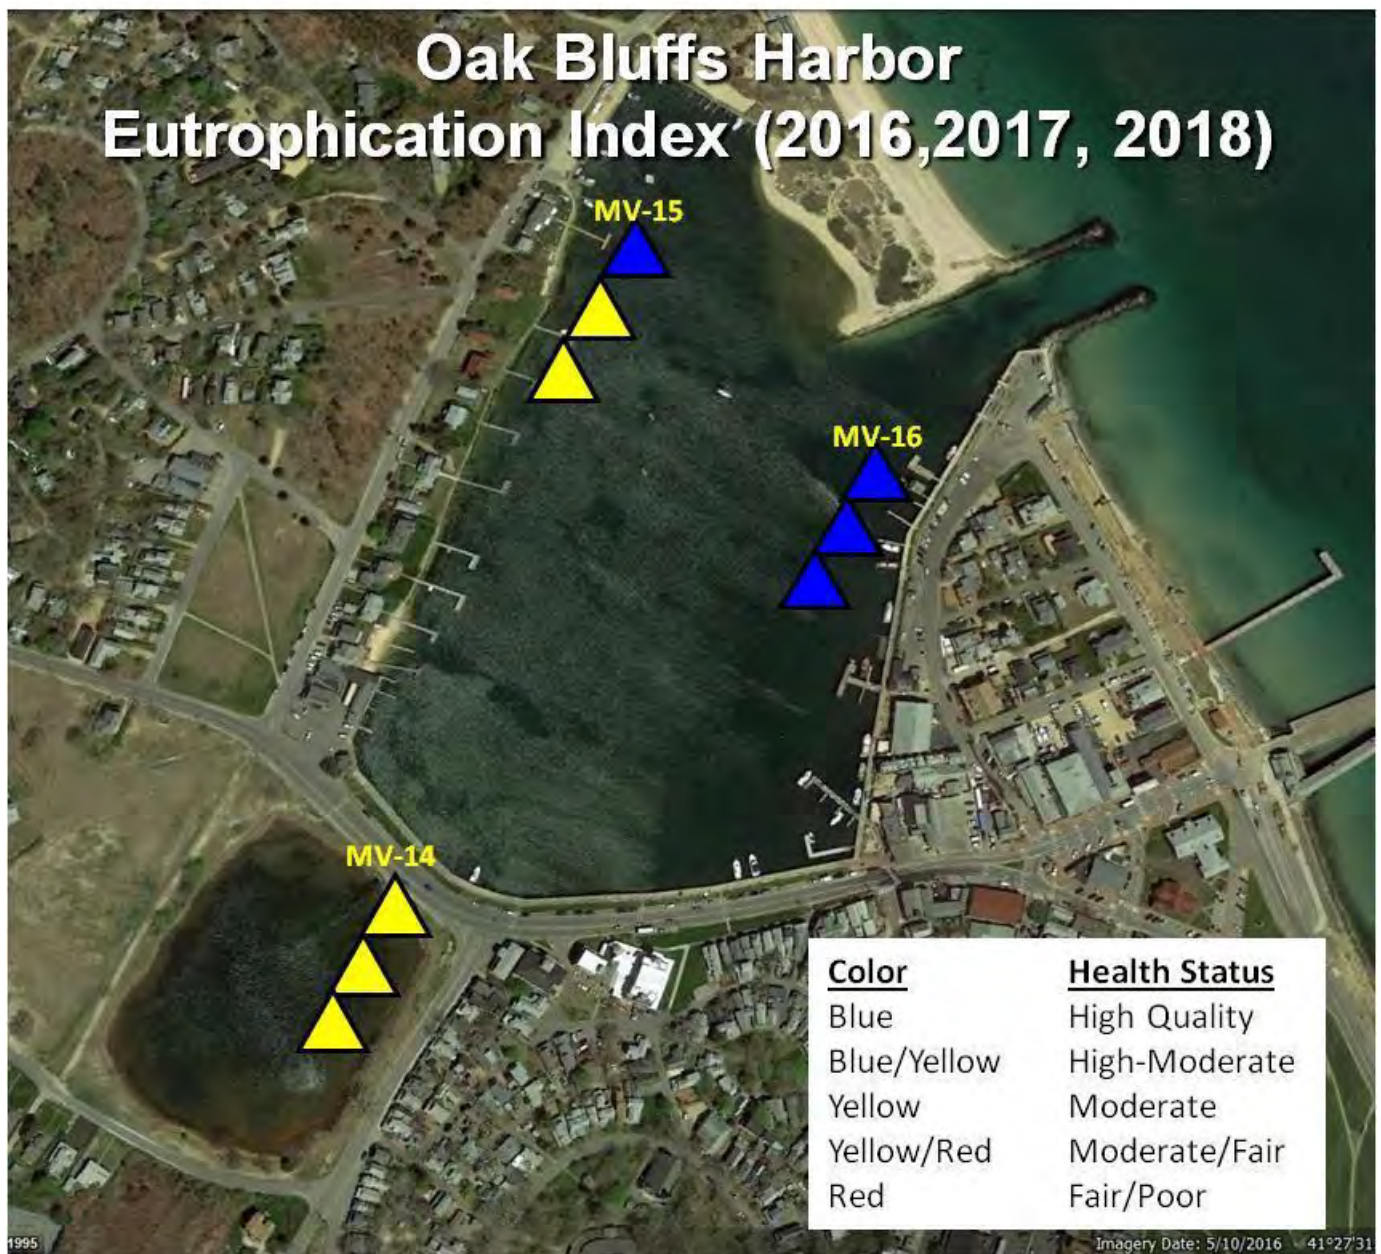 Oak Bluffs Harbor
Eutrophication Index (2016,2017, 2018)
MV-15
MV-16
MV-14
Color Health Status
Blue High Quality
Blue/Yellow High-Moderate
Yellow Moderate
Yellow/Red Moderate/Fair
Red Fair/Poor
1995 Imagery Date: 5/10/2016 41°27'31